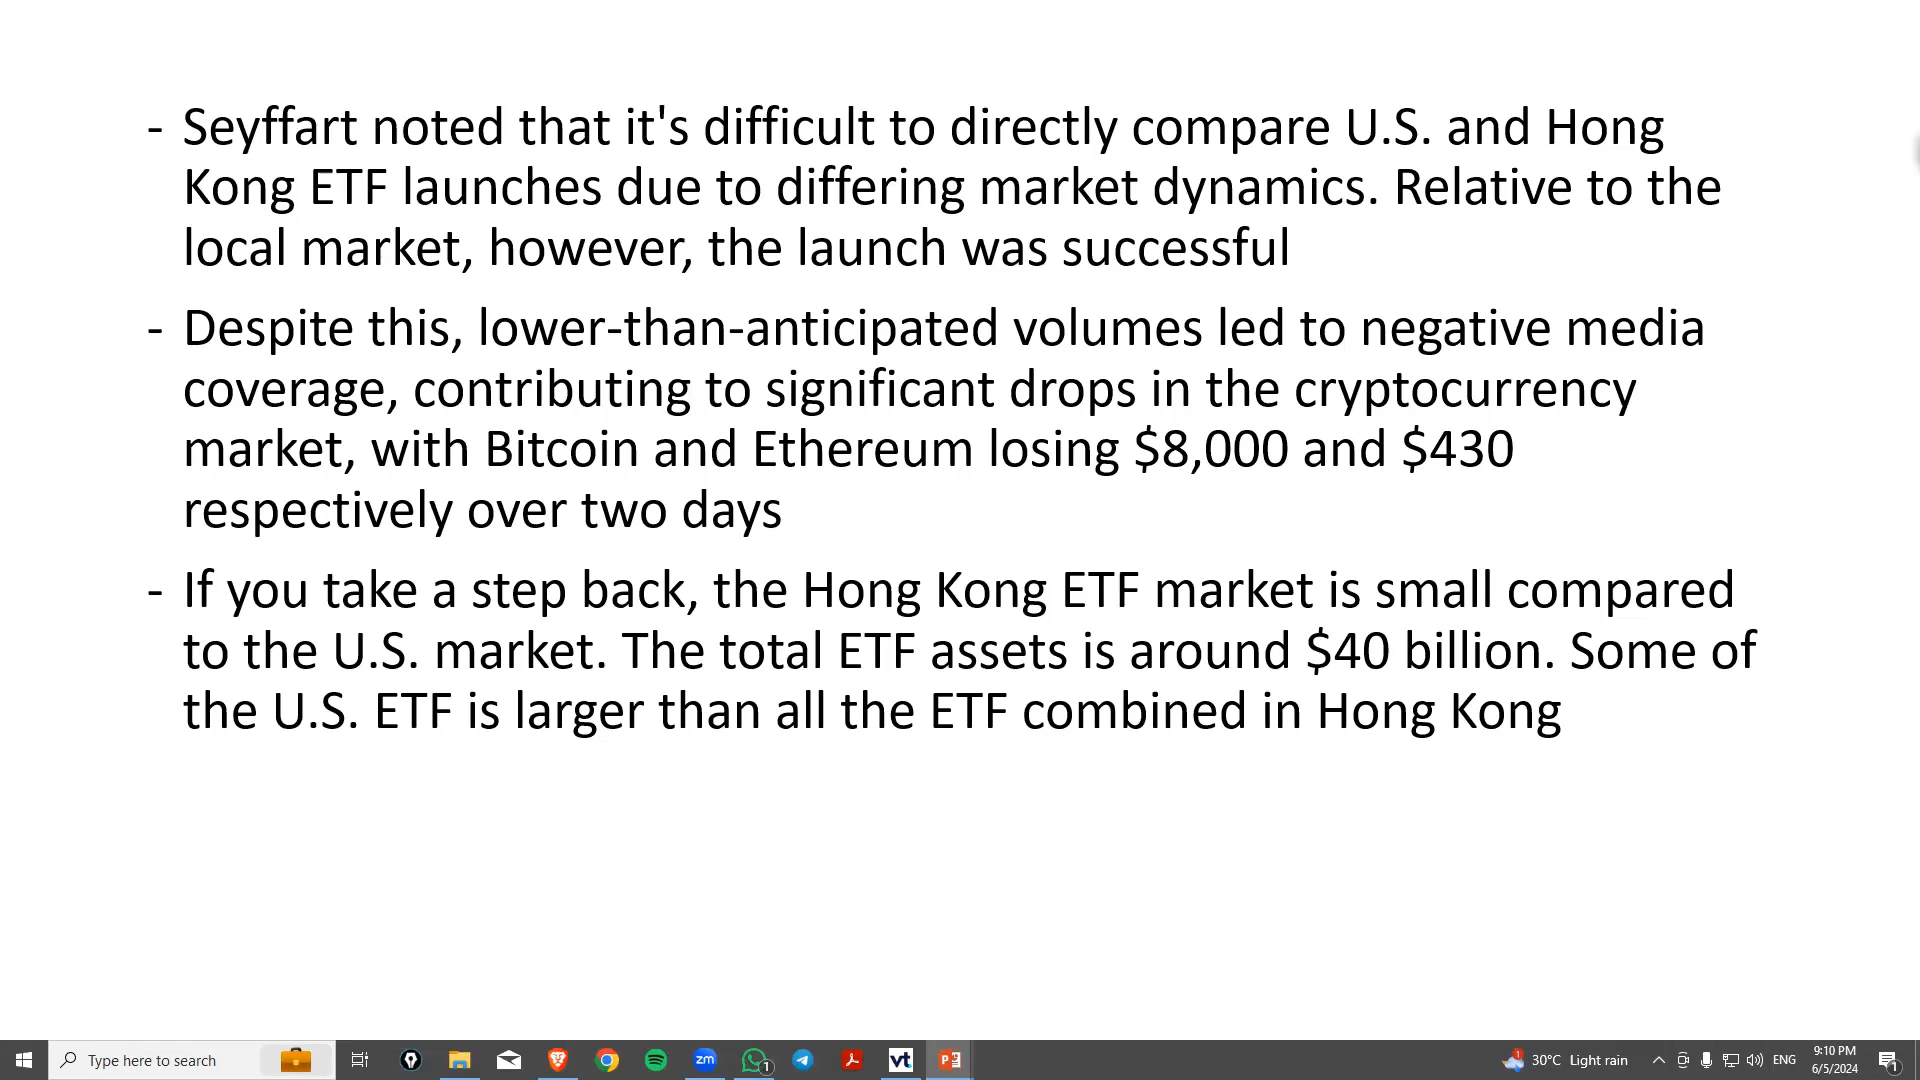 - Seyffart noted that it's difficult to directly compare U.S. and Hong
Kong ETF launches due to differing market dynamics. Relative to the
local market, however, the launch was successful
- Despite this, lower-than-anticipated volumes led to negative media
coverage, contributing to significant drops in the cryptocurrency
market, with Bitcoin and Ethereum losing $8,000 and $430
respectively over two days
- If you take a step back, the Hong Kong ETF market is small compared
to the U.S. market. The total ETF assets is around $40 billion. Some of
the U.S. ETF is larger than all the ETF combined in Hong Kong
Type here to search
zm
1
vt
P
1
30°C Light rain
ENG
9:10 PM
6/5/2024
1